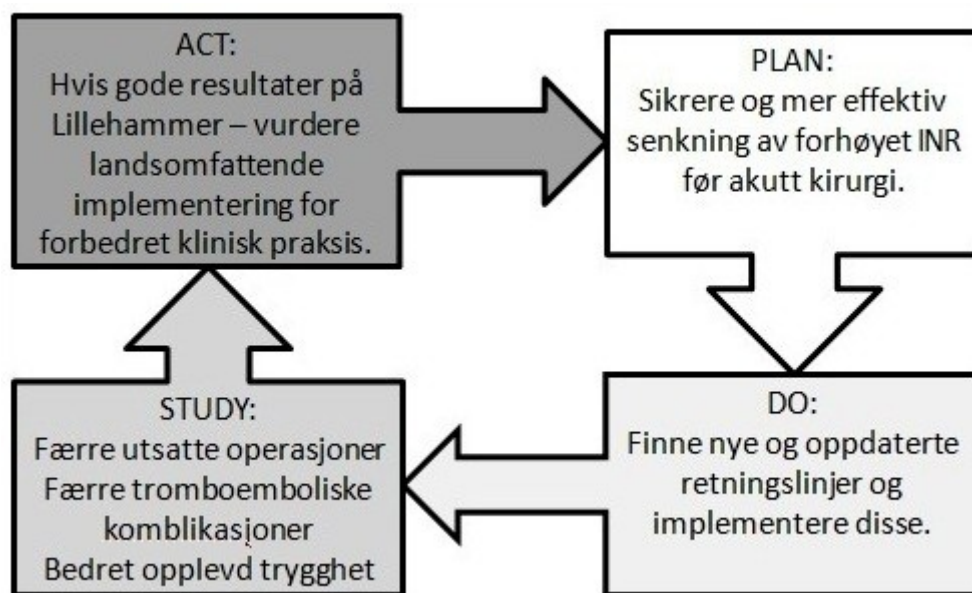 ACT:
Hvis gode resultater på
Lillehammer – vurdere
landsomfattende
implementering for
forbedret klinisk praksis.
PLAN:
Sikrere og mer effektiv
senkning av forhøyet INR
før akutt kirurgi.
DO:
Finne nye og oppdaterte
retningslinjer og
implementere disse.
STUDY:
Færre utsatte operasjoner
Færre tromboemboliske
komblikasjoner
Bedret opplevd trygghet